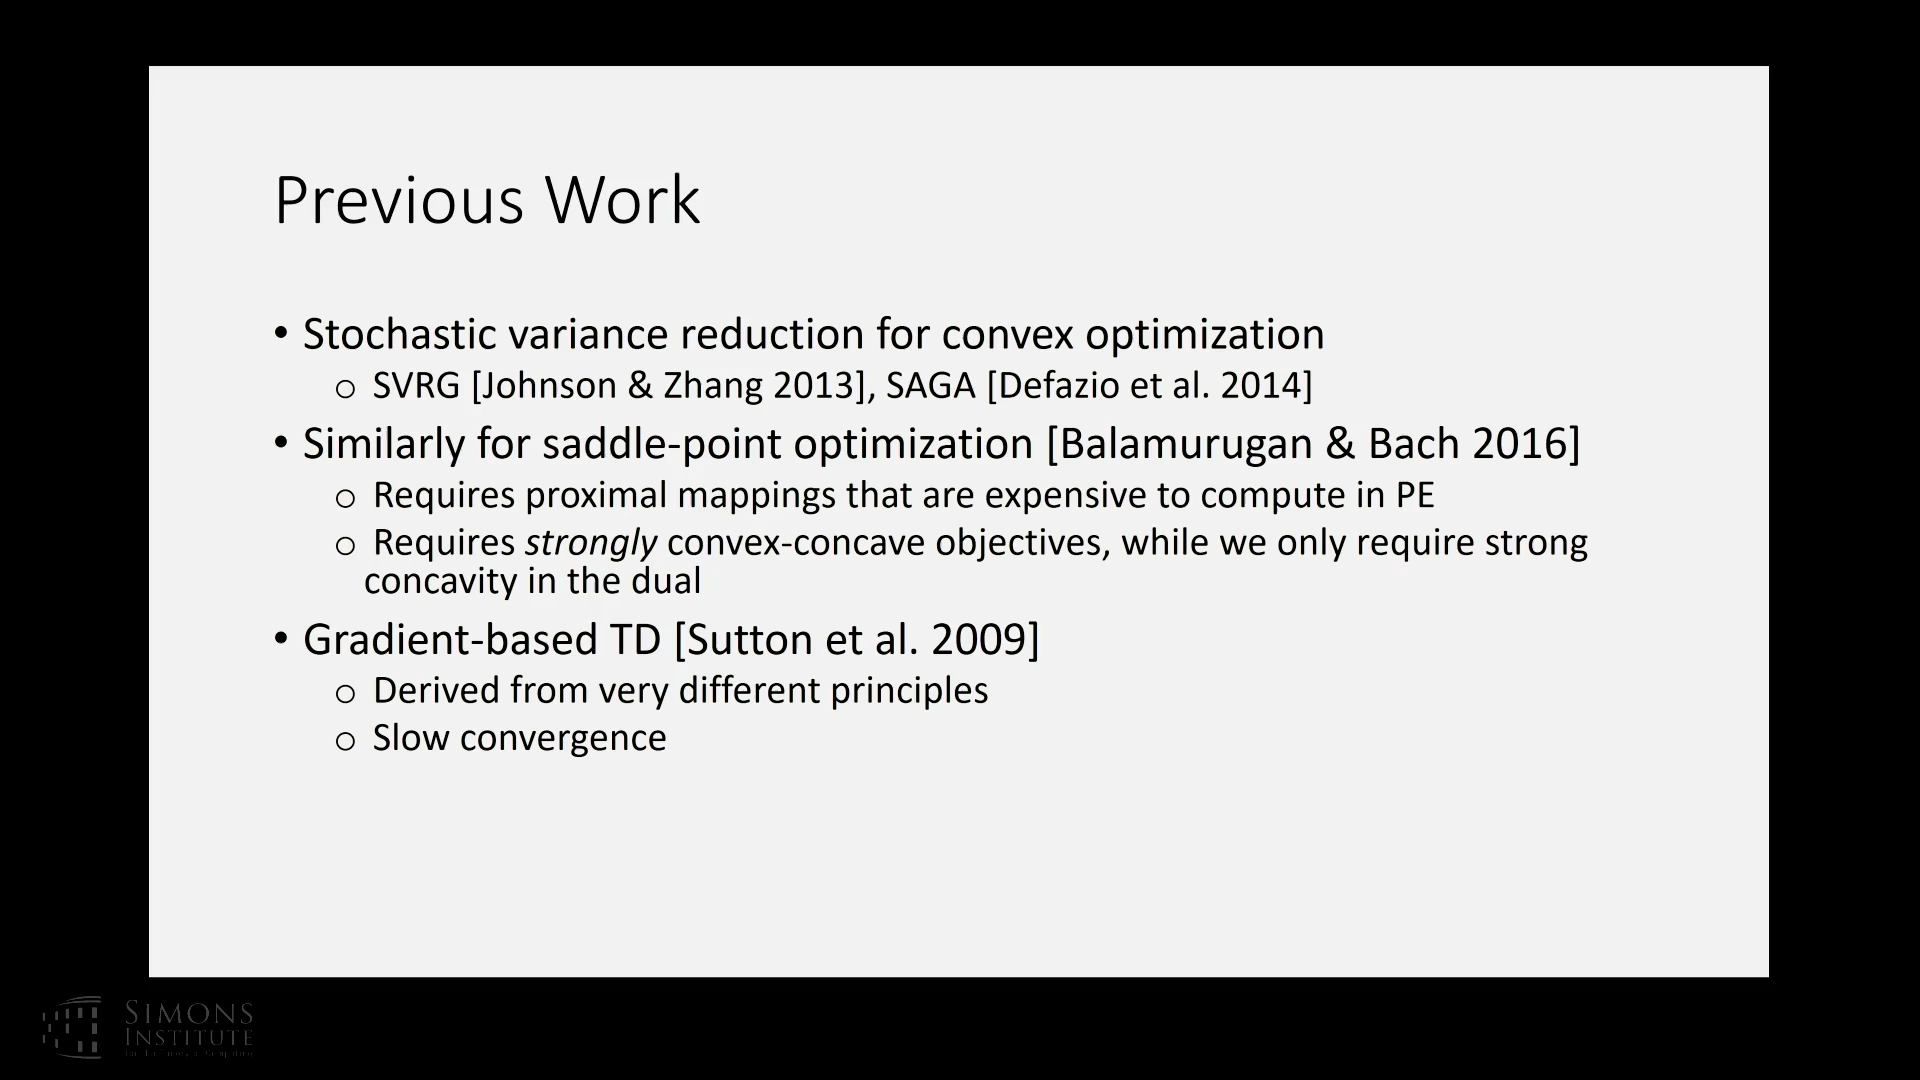 Previous Work
• Stochastic variance reduction for convex optimization
o SVRG [Johnson & Zhang 2013], SAGA [Defazio et al. 2014]
• Similarly for saddle-point optimization [Balamurugan & Bach 2016]
o Requires proximal mappings that are expensive to compute in PE
o Requires strongly convex-concave objectives, while we only require strong
concavity in the dual
• Gradient-based TD [Sutton et al. 2009]
o Derived from very different principles
o Slow convergence
SIMONS
INSTITUTE